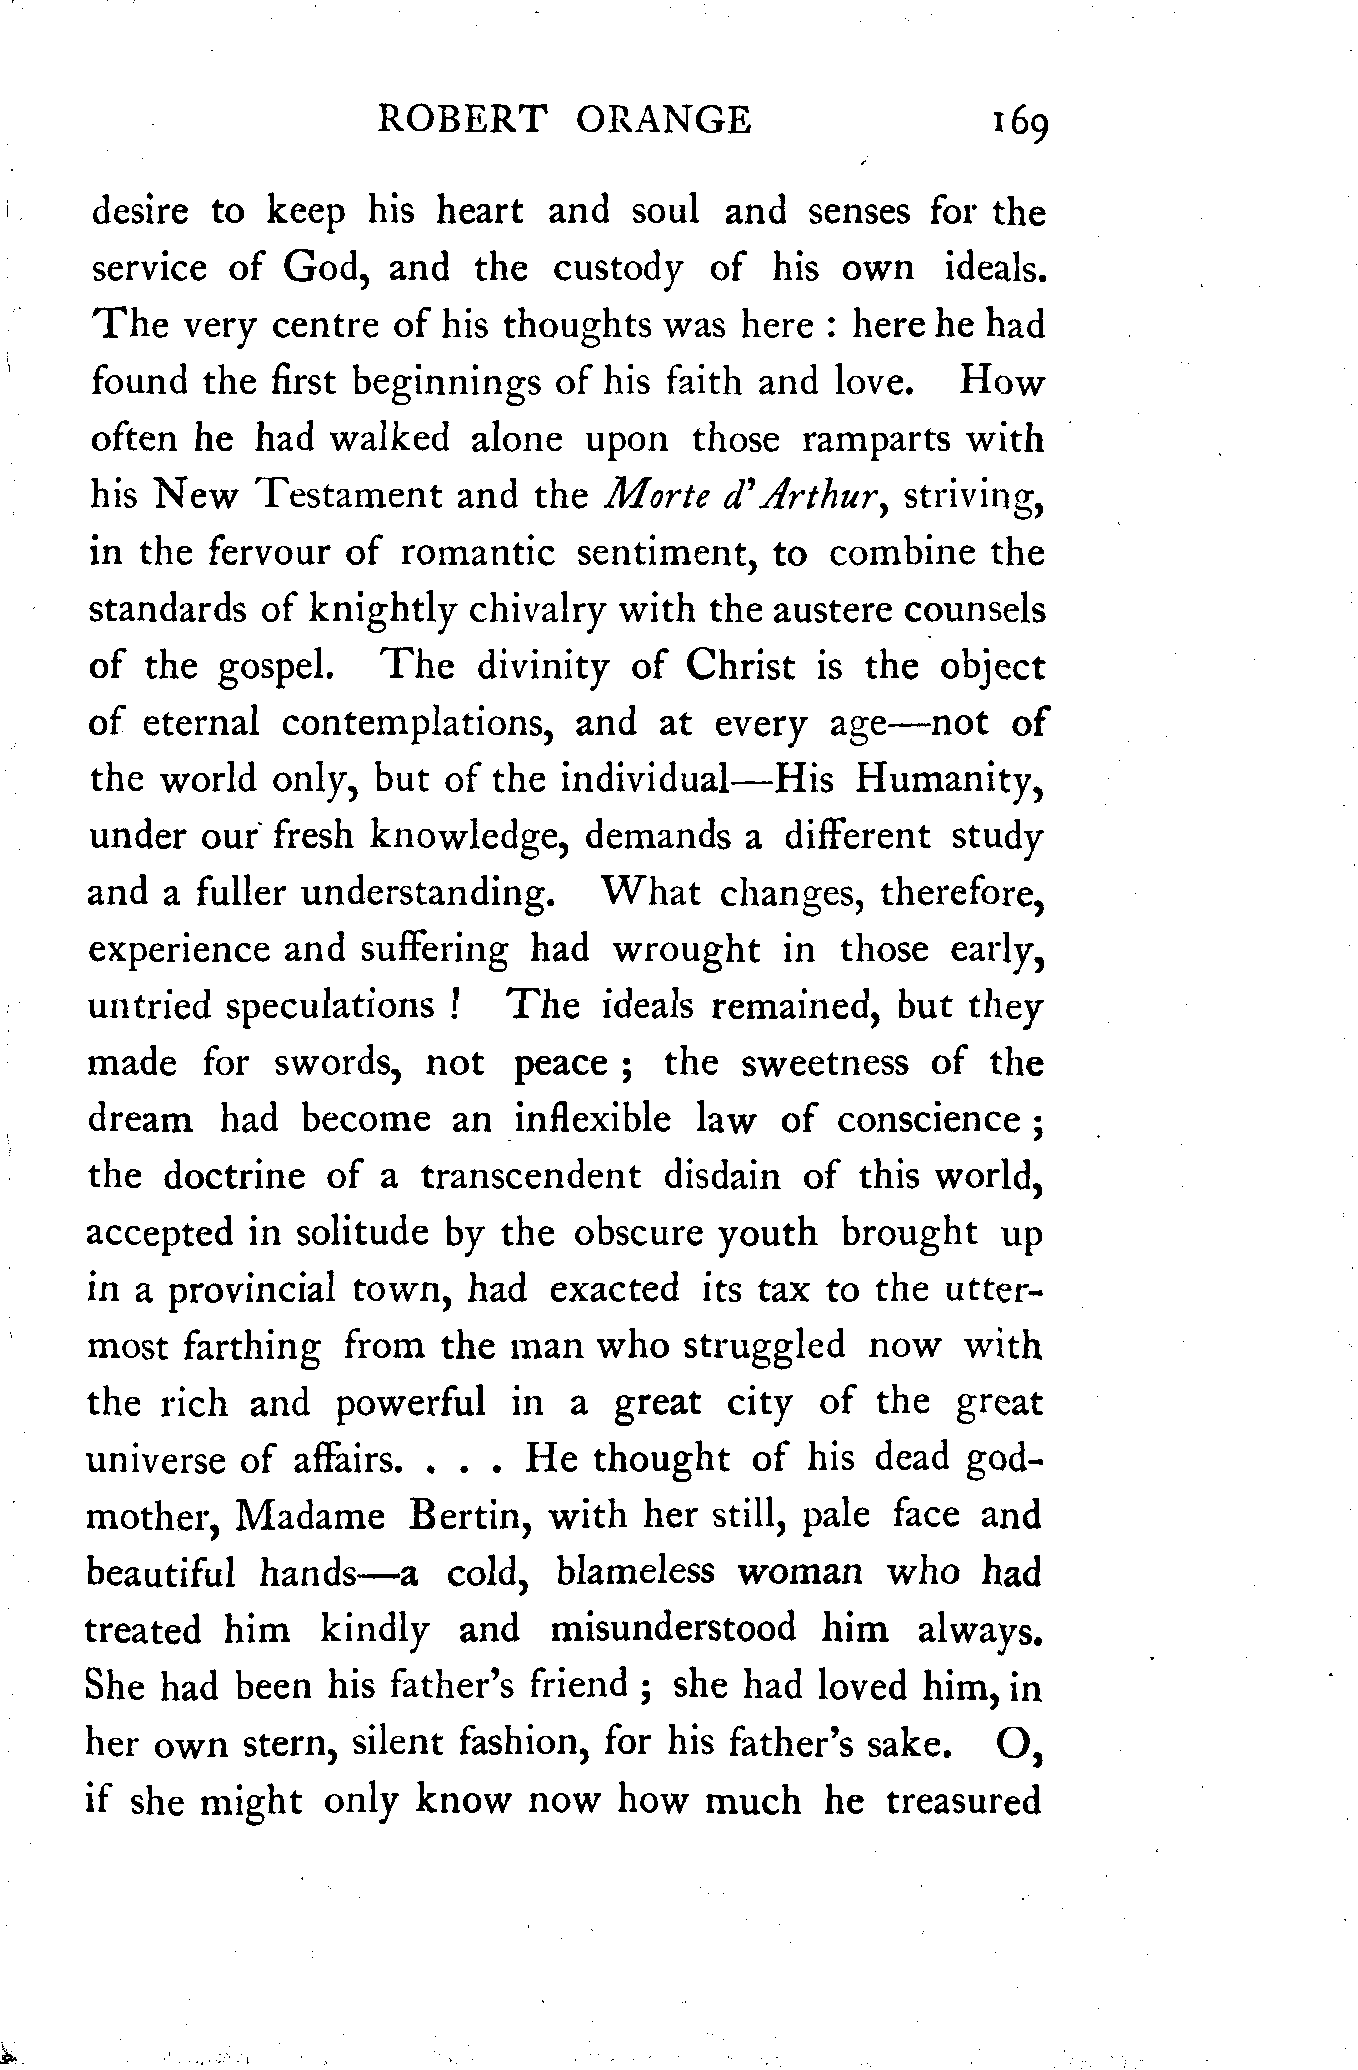 ROBERT ORANGE 169
desire to keep his heart and soul and senses for the
service of God, and the custody of his own ideals.
The very centre of his thoughts was here : here he had
found the first beginnings of his faith and love. How
often he had walked alone upon those ramparts with
his New Testament and the Morte d'Arthur, striving,
in the fervour of romantic sentiment, to combine the
standards of knightly chivalry with the austere counsels
of the gospel. The divinity of Christ is the object
of eternal contemplations, and at every age—not of
the world only, but of the individual—His Humanity,
under our fresh knowledge, demands a different study
and a fuller understanding. What changes, therefore,
experience and suffering had wrought in those early,
untried speculations ! The ideals remained, but they
made for swords, not peace ; the sweetness of the
dream had become an inflexible law of conscience ;
the doctrine of a transcendent disdain of this world,
accepted in solitude by the obscure youth brought up
in a provincial town, had exacted its tax to the utter-
most farthing from the man who struggled now with
the rich and powerful in a great city of the great
universe of affairs. . . . He thought of his dead god-
mother, Madame Bertin, with her still, pale face and
beautiful hands—a cold, blameless woman who had
treated him kindly and misunderstood him always.
She had been his father's friend ; she had loved him, in
her own stern, silent fashion, for his father's sake. O,
if she might only know now how much he treasured